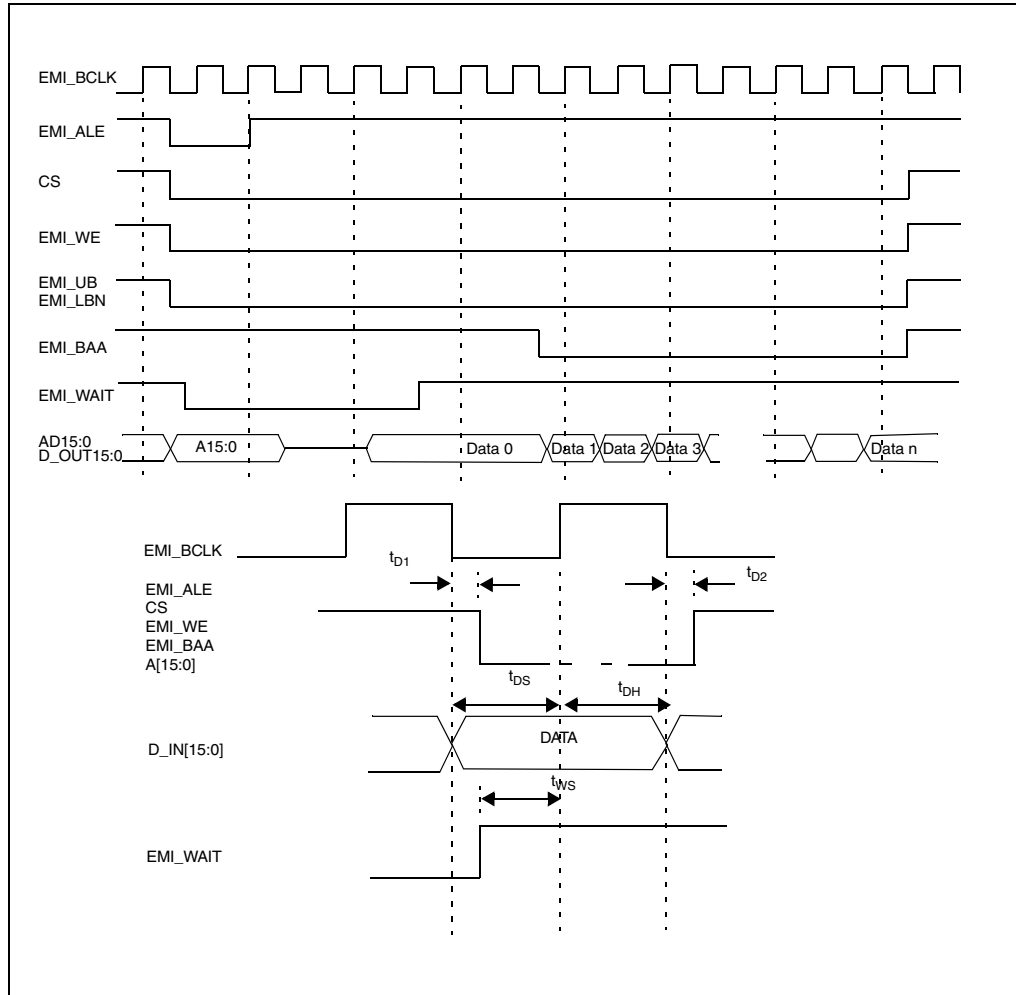 EMI_BCLK
EMI_ALE
CS
EMI_WE
EMI_UB
EMI_LBN
EMI_BAA
EMI_WAIT
AD15:0
D_OUT15:0
A15:0 Data 0 Data 1 Data 2 Data 3 Data n
EMI_BCLK
tD1
tD2
EMI_ALE
CS
EMI_WE
EMI_BAA
A[15:0]
tDS tDH
D_IN[15:0] DATA
tWS
EMI_WAIT